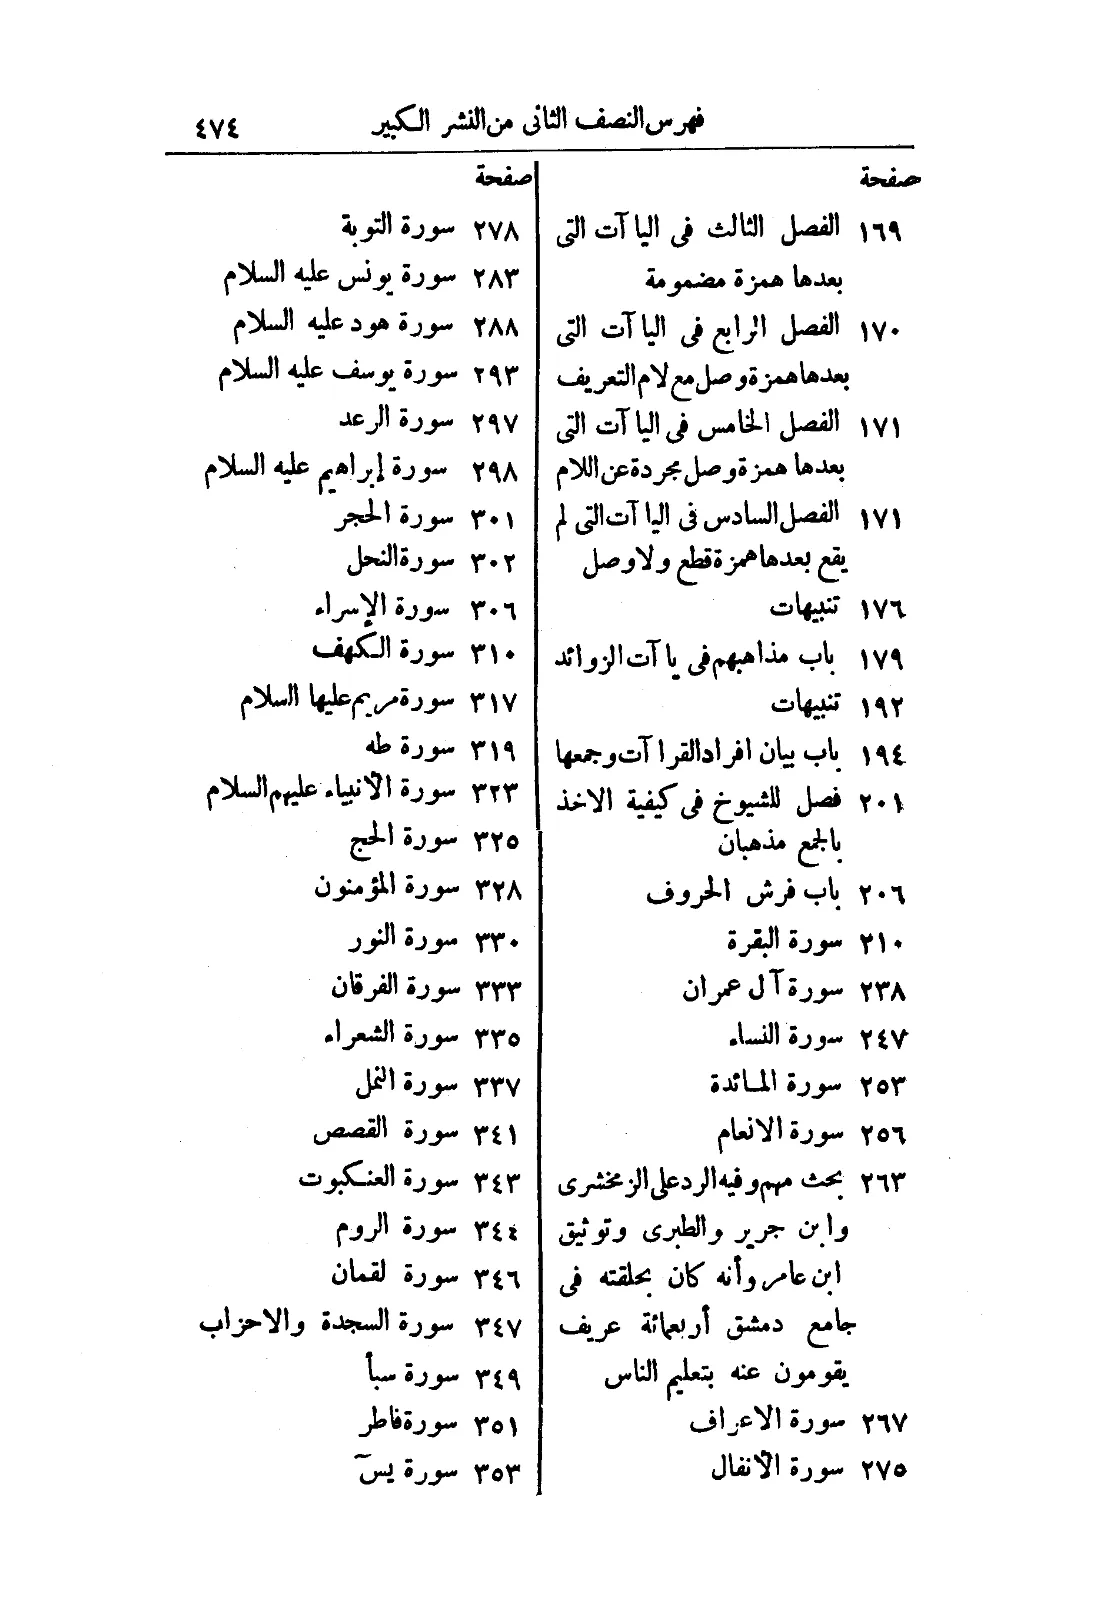 فهرس النصف الثانى من النشر الكبير ٤٧٤
صفحة
١٦٩ الفصل الثالث فى اليا آت التى
بعدها همزة مضمومة
١٧٠ الفصل الرابع فى اليا آت التى
بعدها همزة وصل مع لام التعريف
١٧١ الفصل الخامس فى اليا آت التى
بعدها همزة وصل مجردة عن اللام
١٧١ الفصل السادس فى اليا آت التى لم
يقع بعدها همزة قطع ولا وصل
١٧٦ تنبيهات
١٧٩ باب مذاهبهم فى يا آت الزوائد
١٩٢ تنبيهات
١٩٤ باب بيان افراد القرا آت وجمعها
٢٠١ فصل للشيوخ فى كيفية الاخذ
بالجمع مذهبان
٢٠٦ باب فرش الحروف
٢١٠ سورة البقرة
٢٣٨ سورة آل عمران
٢٤٧ سورة النساء
٢٥٣ سورة المائدة
٢٥٦ سورة الانعام
٢٦٣ بحث مهم وفيه الرد على الزمخشرى
وابن جرير والطبرى وتوثيق
ابن عامر وأنه كان بحلقته فى
جامع دمشق أربعمائة عريف
يقومون عنه بتعليم الناس
٢٦٧ سورة الاعراف
٢٧٥ سورة الأنفال
صفحة
٢٧٨ سورة التوبة
٢٨٣ سورة يونس عليه السلام
٢٨٨ سورة هود عليه السلام
٢٩٣ سورة يوسف عليه السلام
٢٩٧ سورة الرعد
٢٩٨ سورة إبراهيم عليه السلام
٣٠١ سورة الحجر
٣٠٢ سورة النحل
٣٠٦ سورة الإسراء
٣١٠ سورة الكهف
٣١٧ سورة مريم عليها السلام
٣١٩ سورة طه
٣٢٣ سورة الأنبياء عليهم السلام
٣٢٥ سورة الحج
٣٢٨ سورة المؤمنون
٣٣٠ سورة النور
٣٣٣ سورة الفرقان
٣٣٥ سورة الشعراء
٣٣٧ سورة النمل
٣٤١ سورة القصص
٣٤٣ سورة العنكبوت
٣٤٤ سورة الروم
٣٤٦ سورة لقمان
٣٤٧ سورة السجدة والاحزاب
٣٤٩ سورة سبأ
٣٥١ سورة فاطر
٣٥٣ سورة يسٓ